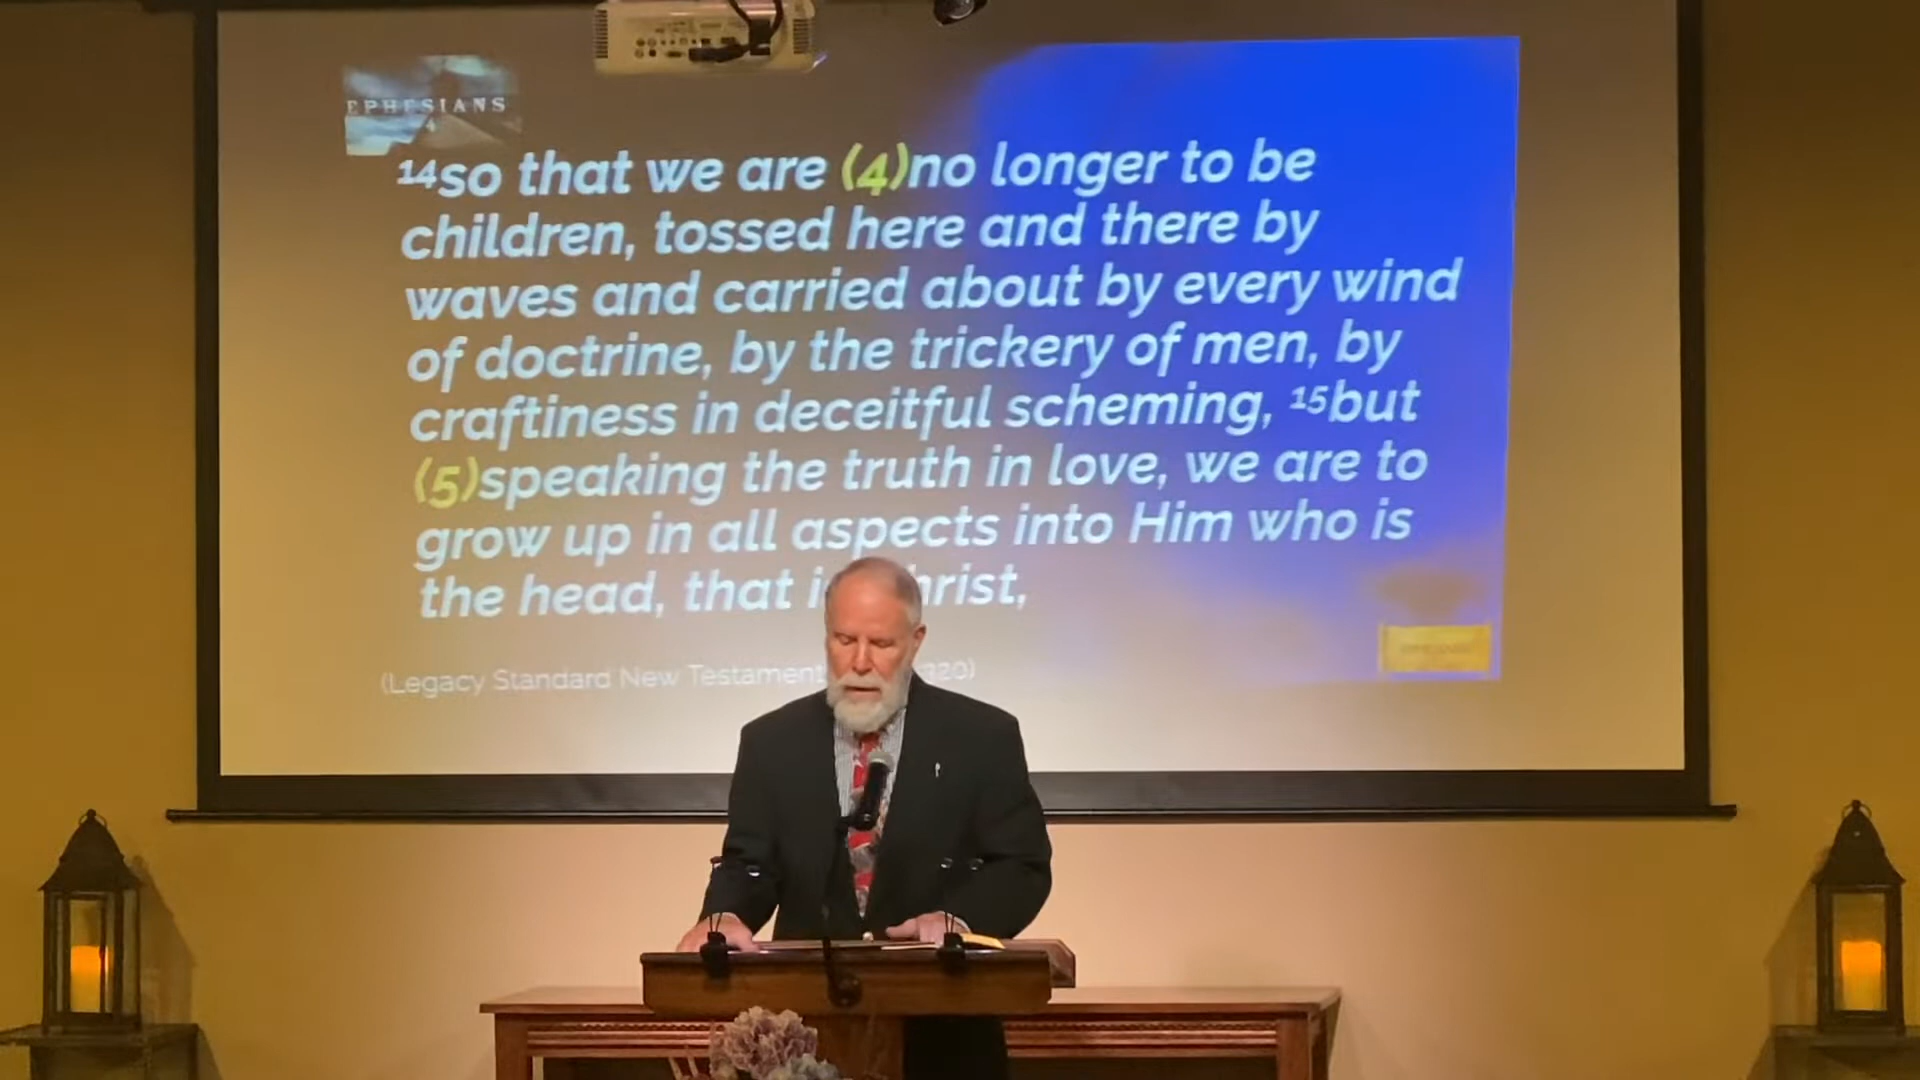 EPHESIANS
4
¹⁴so that we are (4)no longer to be
children, tossed here and there by
waves and carried about by every wind
of doctrine, by the trickery of men, by
craftiness in deceitful scheming, ¹⁵but
(5)speaking the truth in love, we are to
grow up in all aspects into Him who is
the head, that hrist,
(Legacy Standard New Testament